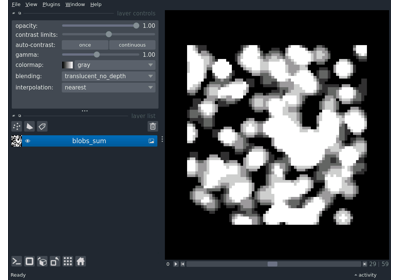 File View Plugins Window Help
layer controls
opacity: 1.00
contrast limits:
auto-contrast: once continuous
gamma: 1.00
colormap: gray
blending: translucent_no_depth
interpolation: nearest
layer list
blobs_sum
29 59
Ready activity